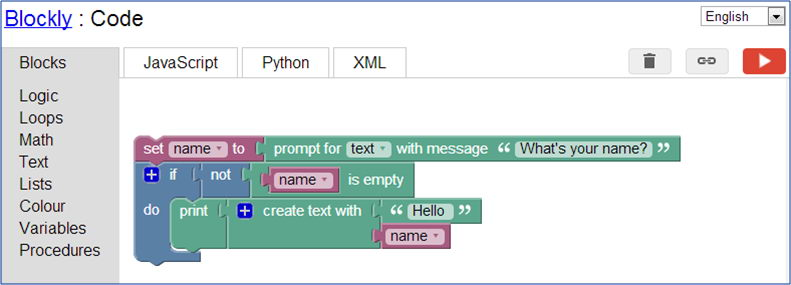 Blockly : Code
English
Blocks
JavaScript
Python
XML
Logic
Loops
Math
Text
Lists
Colour
Variables
Procedures
set name to prompt for text with message “ What's your name? ”
if not name is empty
do print create text with “ Hello ”
name